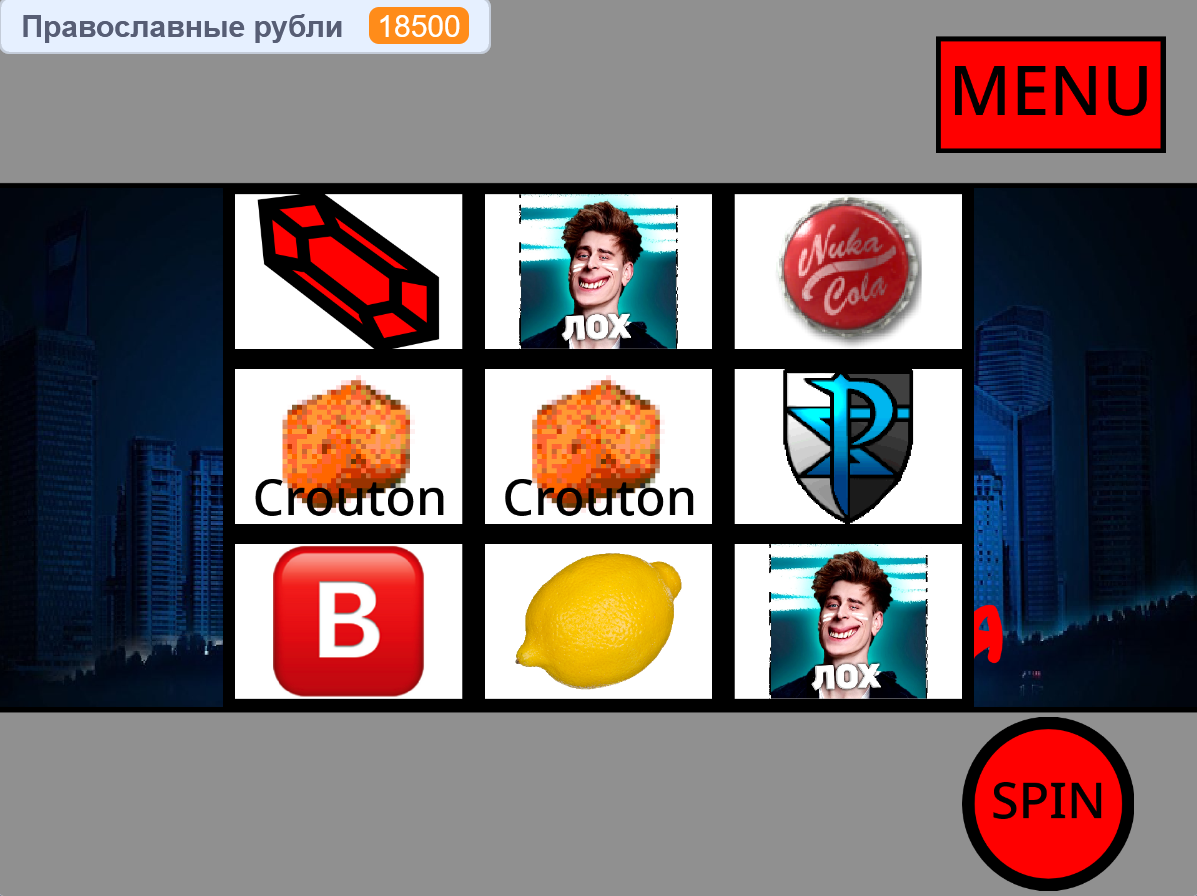 Православные рубли 18500
MENU
ЛОХ
Nuka
Cola
Crouton
Crouton
P
B
ЛОХ
А
SPIN